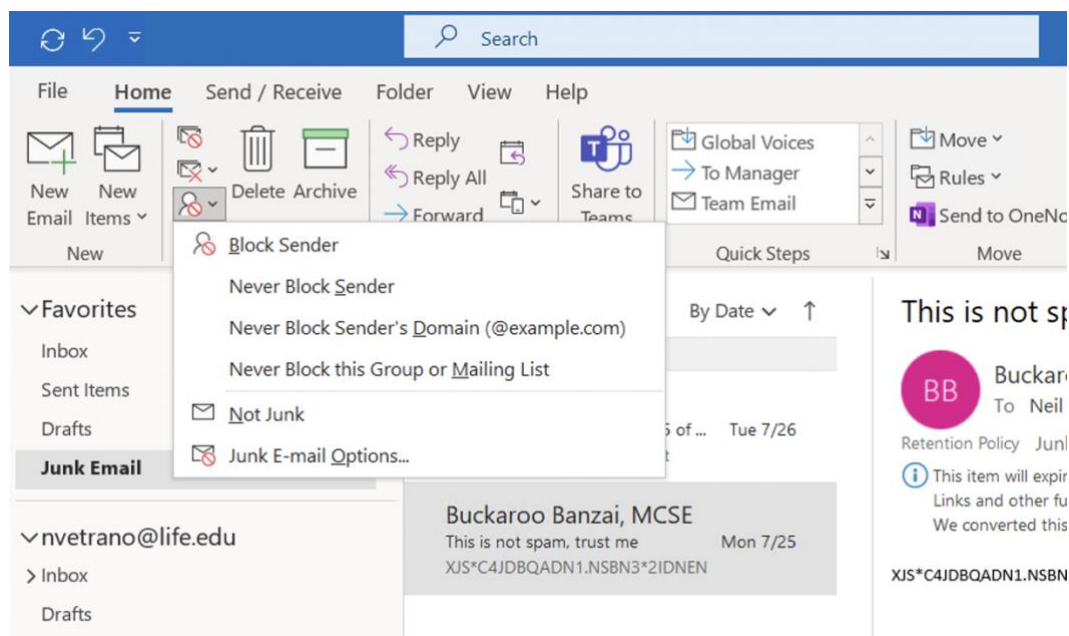 Search
File Home Send / Receive Folder View Help
New Email
New Items
Delete
Archive
Reply
Reply All
Forward
Share to Teams
Global Voices
To Manager
Team Email
Move
Rules
Send to OneNo
New
Quick Steps
Move
Block Sender
Never Block Sender
Never Block Sender's Domain (@example.com)
Never Block this Group or Mailing List
Not Junk
Junk E-mail Options...
Favorites
Inbox
Sent Items
Drafts
Junk Email
nvetrano@life.edu
Inbox
Drafts
By Date
of ... Tue 7/26
Buckaroo Banzai, MCSE
This is not spam, trust me Mon 7/25
XJS*C4JDBQADN1.NSBN3*2IDNEN
This is not sp
BB
Buckaro
To Neil
Retention Policy Junk
This item will expir
Links and other fu
We converted this
XJS*C4JDBQADN1.NSBN